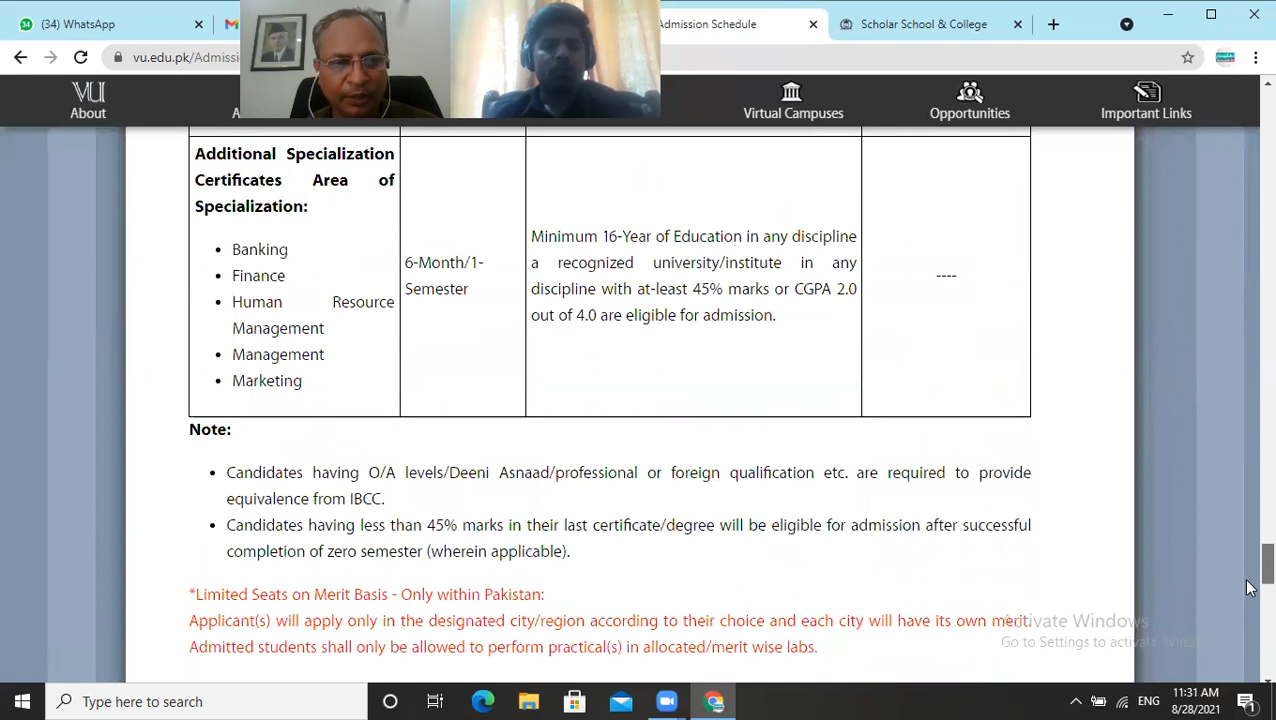 34
(34) WhatsApp
Admission Schedule
Scholar School & College
vu.edu.pk/Admissi
VU
About
A
Virtual Campuses
Opportunities
Important Links
Additional Specialization
Certificates Area of
Specialization:
• Banking
• Finance
• Human Resource
Management
• Management
• Marketing
6-Month/1-
Semester
Minimum 16-Year of Education in any discipline
a recognized university/institute in any
discipline with at-least 45% marks or CGPA 2.0
out of 4.0 are eligible for admission.
----
Note:
• Candidates having O/A levels/Deeni Asnaad/professional or foreign qualification etc. are required to provide
equivalence from IBCC.
• Candidates having less than 45% marks in their last certificate/degree will be eligible for admission after successful
completion of zero semester (wherein applicable).
*Limited Seats on Merit Basis - Only within Pakistan:
Applicant(s) will apply only in the designated city/region according to their choice and each city will have its own merit.
Admitted students shall only be allowed to perform practical(s) in allocated/merit wise labs.
Activate Windows
Go to Settings to activate Windo
Type here to search
ENG
11:31 AM
8/28/2021
1